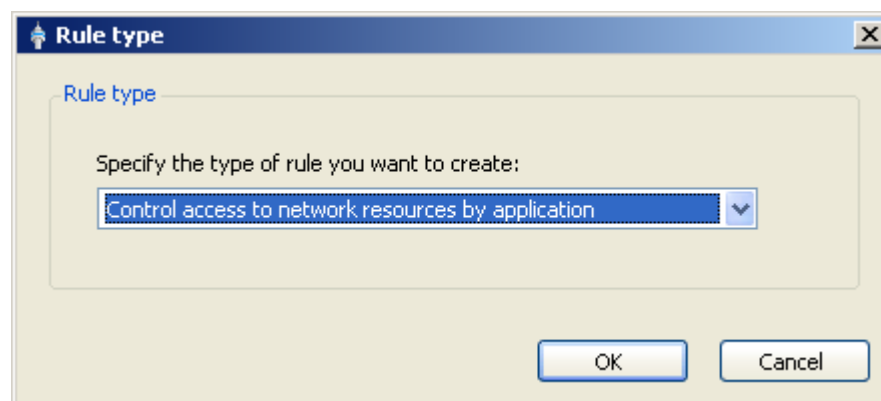 Rule type
Rule type
Specify the type of rule you want to create:
Control access to network resources by application
OK
Cancel